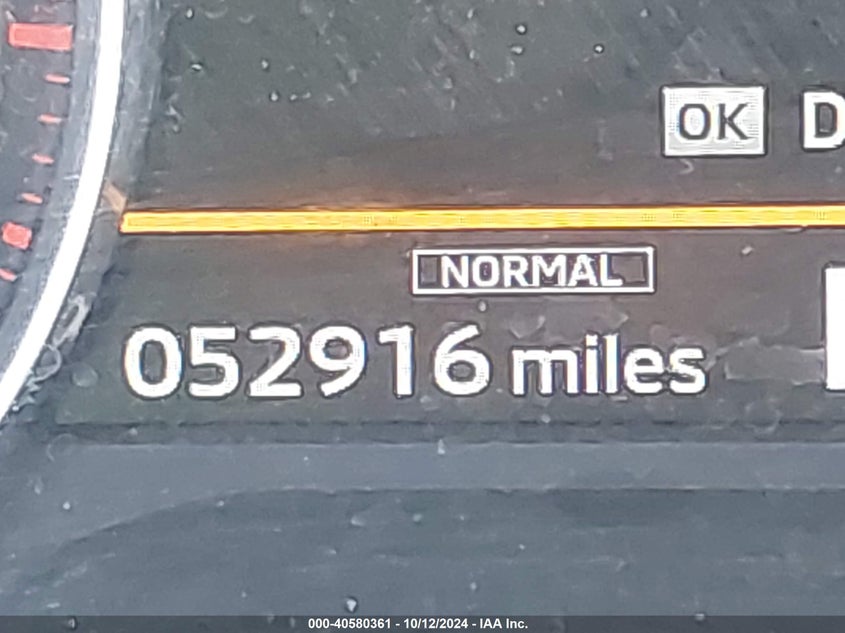 OK D
NORMAL
052916 miles
000-40580361 - 10/12/2024 - IAA Inc.